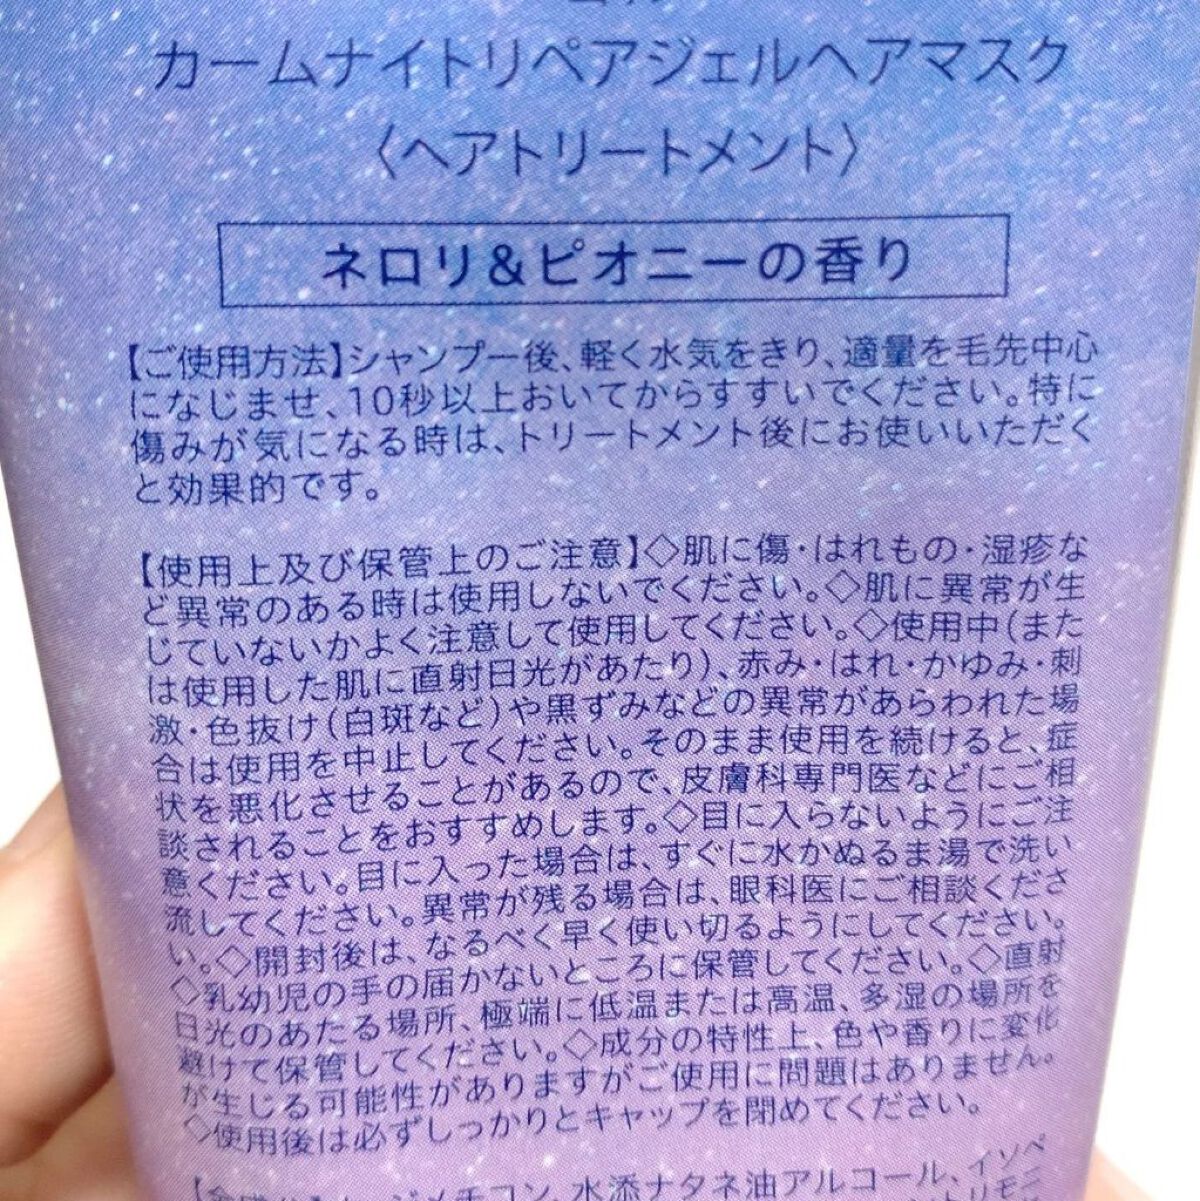 カームナイトリペアジェルヘアマスク
〈ヘアトリートメント〉
ネロリ&ピオニーの香り
【ご使用方法】シャンプー後、軽く水気をきり、適量を毛先中心
になじませ、10秒以上おいてからすすいでください。特に
傷みが気になる時は、トリートメント後にお使いいただく
と効果的です。
【使用上及び保管上のご注意】◇肌に傷・はれもの・湿疹な
ど異常のある時は使用しないでください。◇肌に異常が生
じていないかよく注意して使用してください。◇使用中(また
は使用した肌に直射日光があたり)、赤み・はれ・かゆみ・刺
激・色抜け(白斑など)や黒ずみなどの異常があらわれた場
合は使用を中止してください。そのまま使用を続けると、症
状を悪化させることがあるので、皮膚科専門医などにご相
談されることをおすすめします。◇目に入らないようにご注
意ください。目に入った場合は、すぐに水かぬるま湯で洗い
流してください。異常が残る場合は、眼科医にご相談くださ
い。◇開封後は、なるべく早く使い切るようにしてください。
◇乳幼児の手の届かないところに保管してください。◇直射
日光のあたる場所、極端に低温または高温、多湿の場所を
避けて保管してください。◇成分の特性上、色や香りに変化
が生じる可能性がありますがご使用に問題はありません。
◇使用後は必ずしっかりとキャップを閉めてください。
メチコン、水添ナタネ油アルコール、イソペ